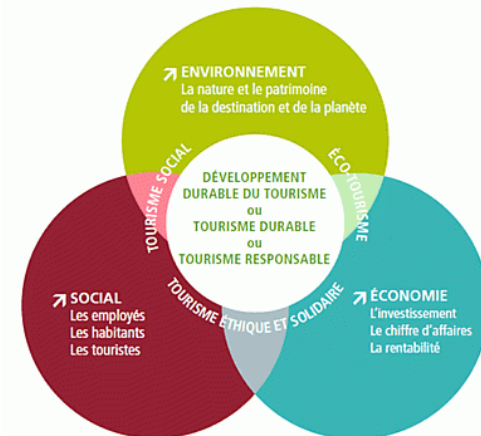 ENVIRONNEMENT
La nature et le patrimoine
de la destination et de la planète
TOURISME SOCIAL
ÉCO-TOURISME
DÉVELOPPEMENT
DURABLE DU TOURISME
ou
TOURISME DURABLE
ou
TOURISME RESPONSABLE
TOURISME ÉTHIQUE ET SOLIDAIRE
SOCIAL
Les employés
Les habitants
Les touristes
ÉCONOMIE
L'investissement
Le chiffre d'affaires
La rentabilité